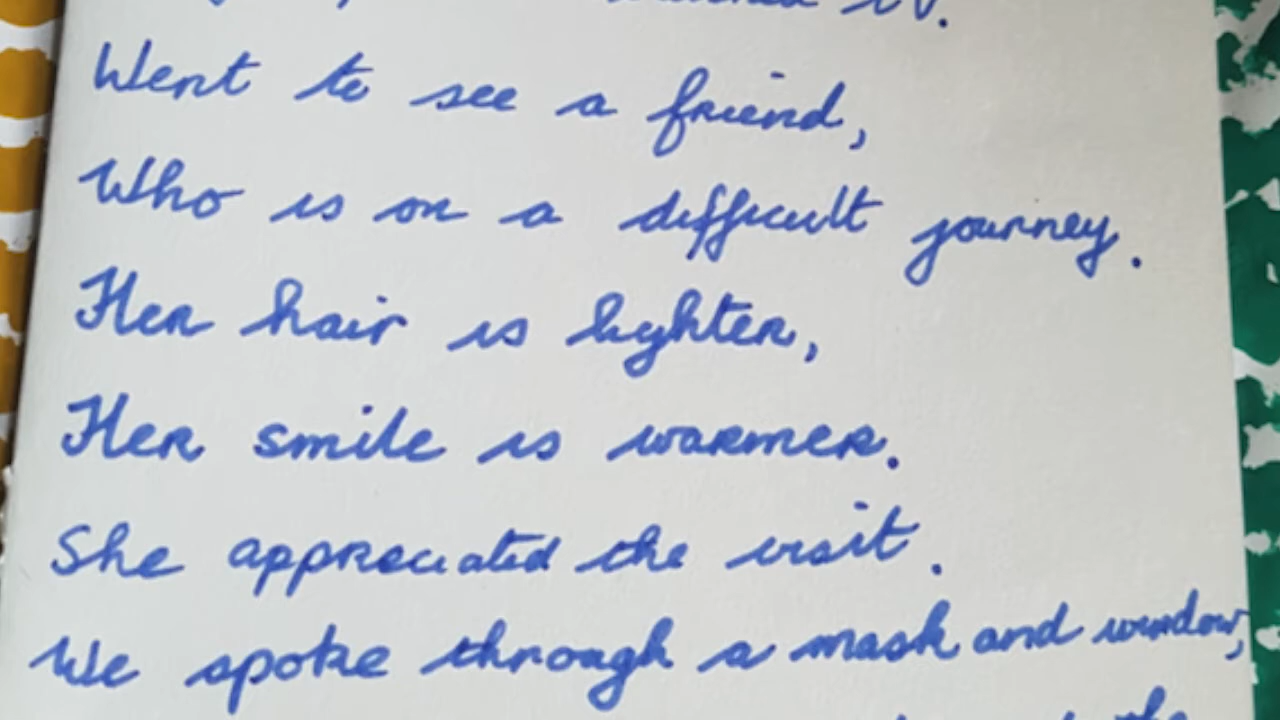 TV.
Went to see a friend,
Who is on a difficult journey.
Her hair is lighter,
Her smile is warmer.
She appreciated the visit.
We spoke through a mask and window,